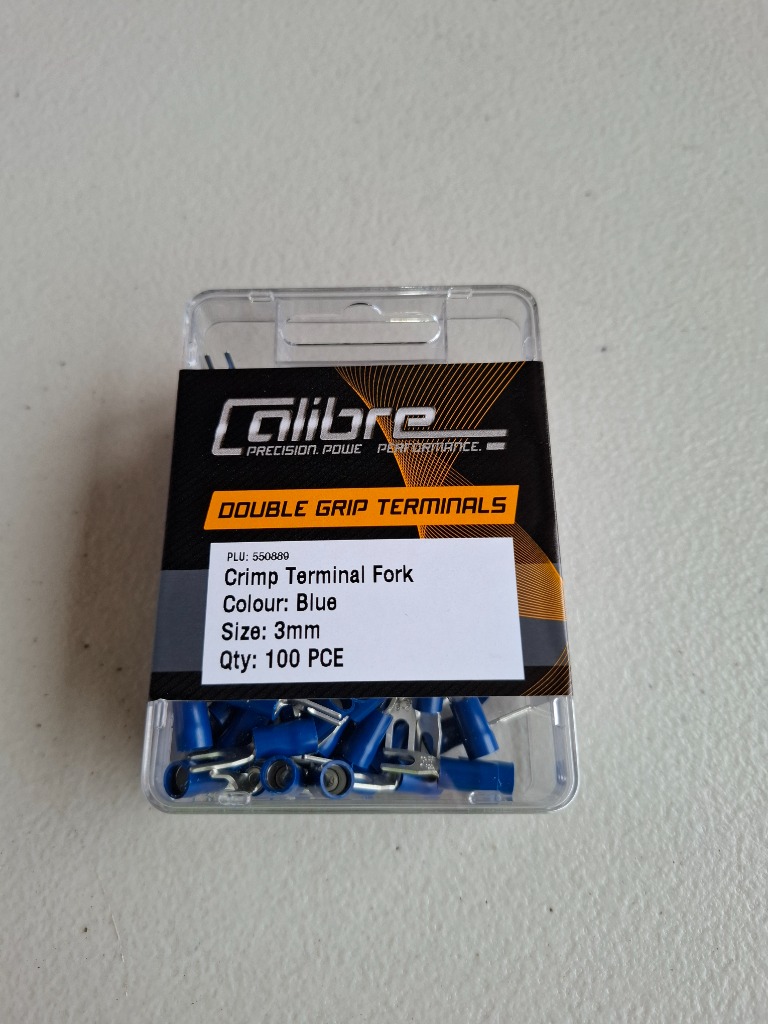 Calibre
PRECISION. POWE PERFORMANCE.
DOUBLE GRIP TERMINALS
PLU: 550889
Crimp Terminal Fork
Colour: Blue
Size: 3mm
Qty: 100 PCE